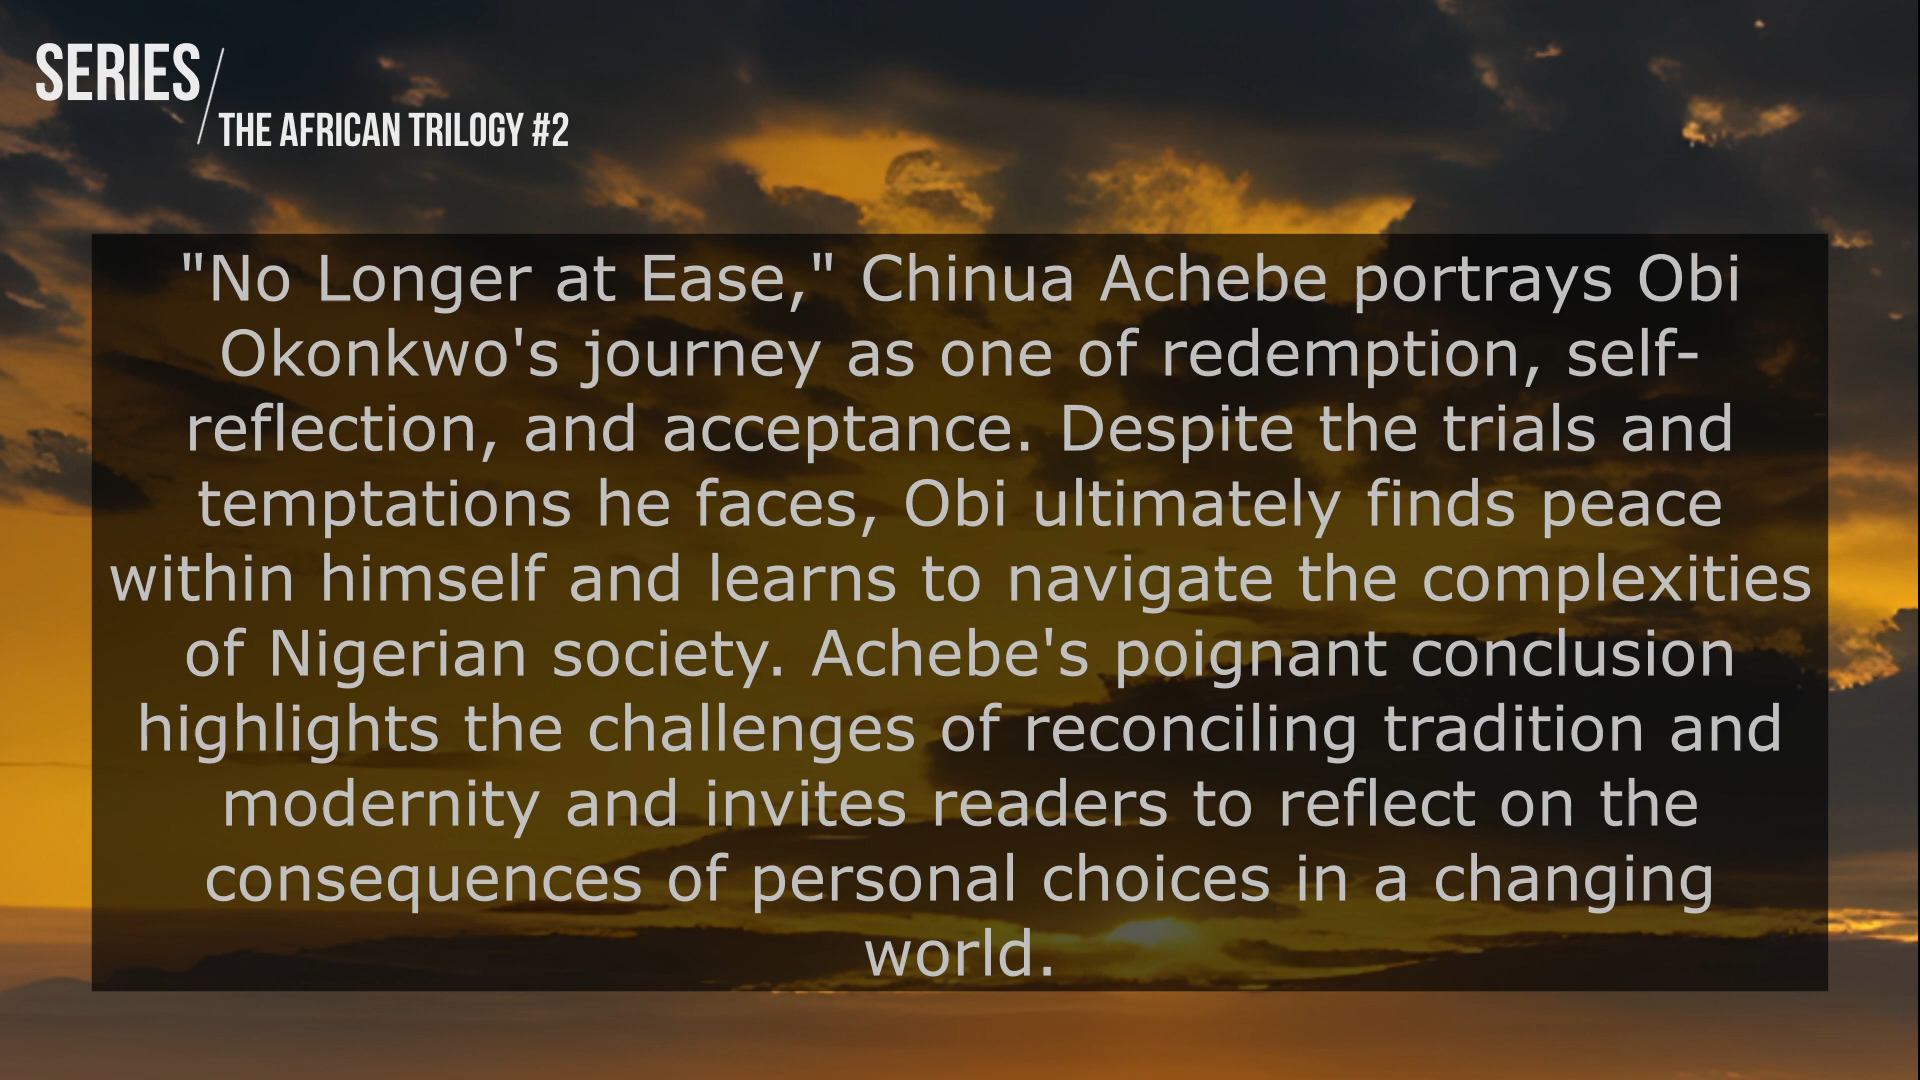 SERIES
THE AFRICAN TRILOGY #2
"No Longer at Ease," Chinua Achebe portrays Obi
Okonkwo's journey as one of redemption, self-
reflection, and acceptance. Despite the trials and
temptations he faces, Obi ultimately finds peace
within himself and learns to navigate the complexities
of Nigerian society. Achebe's poignant conclusion
highlights the challenges of reconciling tradition and
modernity and invites readers to reflect on the
consequences of personal choices in a changing
world.